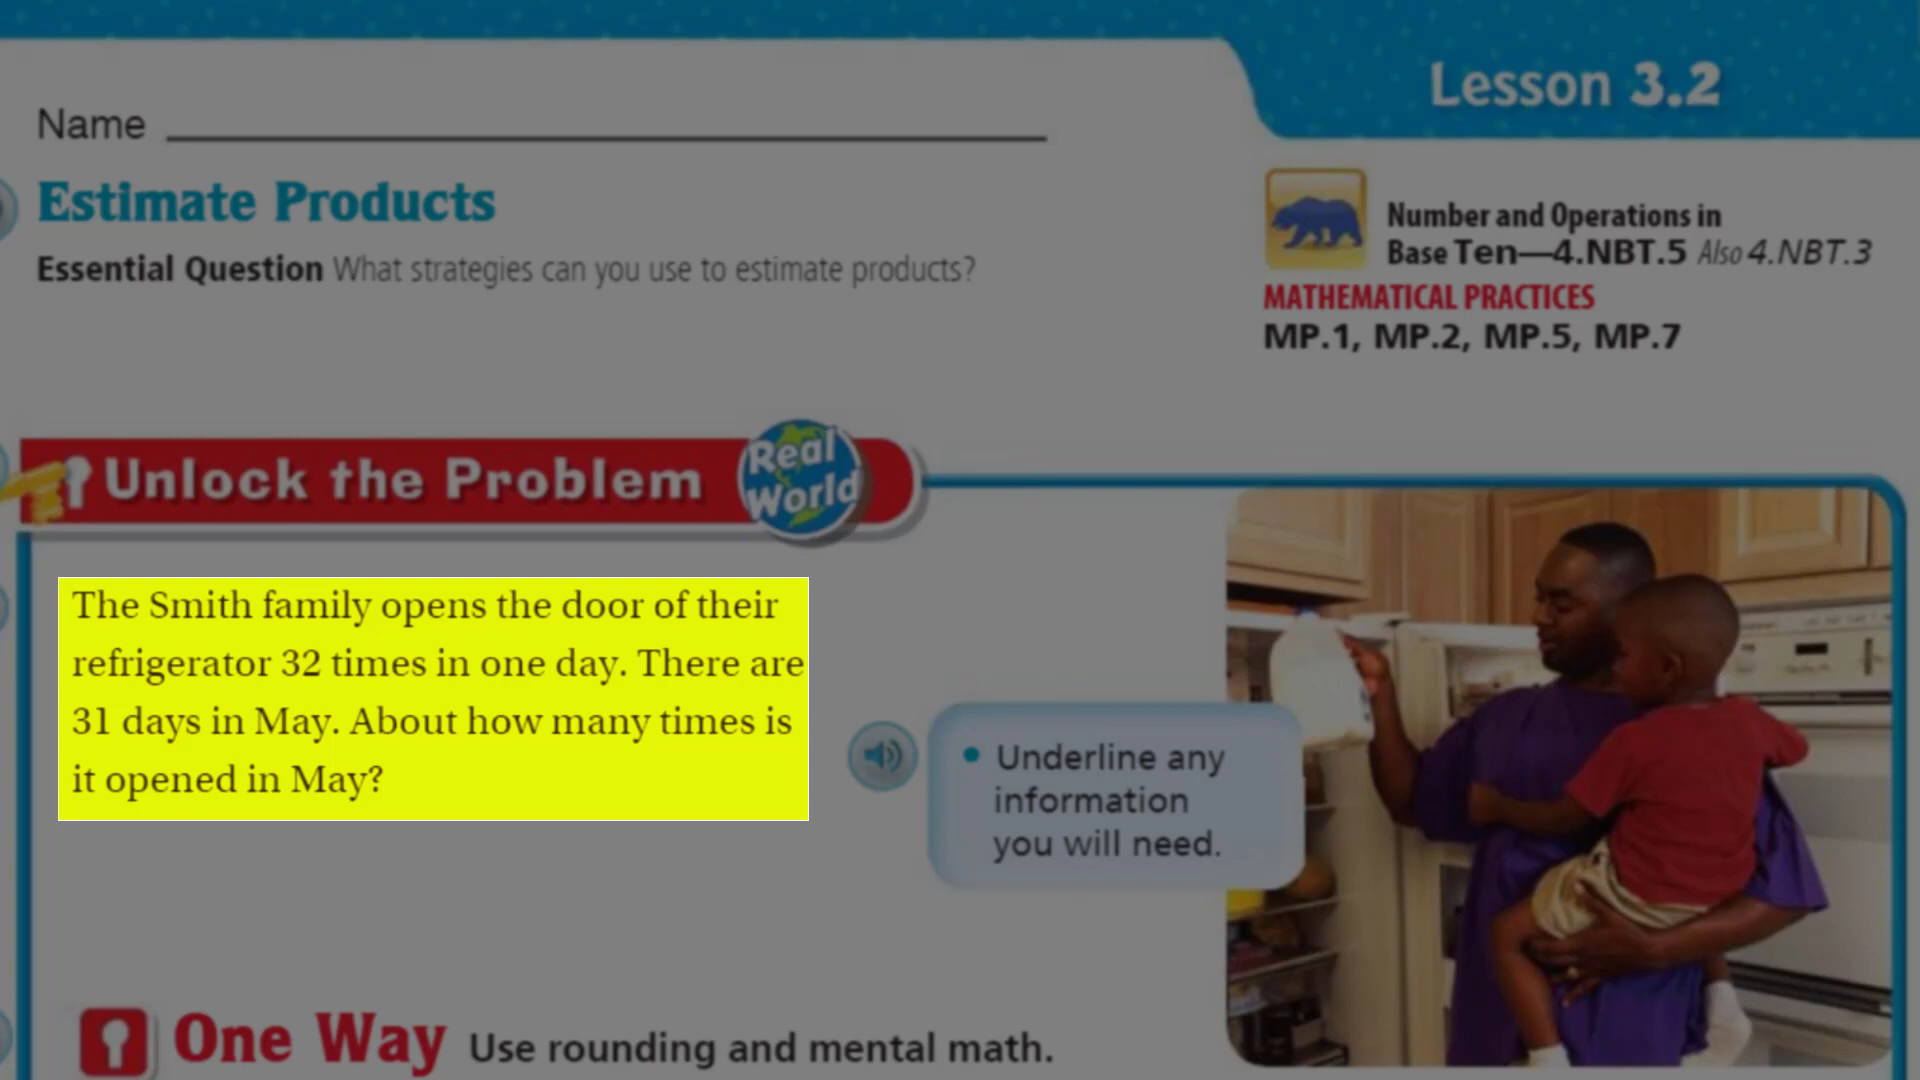 Lesson 3.2
Name
Estimate Products
Essential Question What strategies can you use to estimate products?
Number and Operations in
Base Ten—4.NBT.5 Also 4.NBT.3
MATHEMATICAL PRACTICES
MP.1, MP.2, MP.5, MP.7
Unlock the Problem
Real
World
The Smith family opens the door of their
refrigerator 32 times in one day. There are
31 days in May. About how many times is
it opened in May?
• Underline any
information
you will need.
One Way Use rounding and mental math.